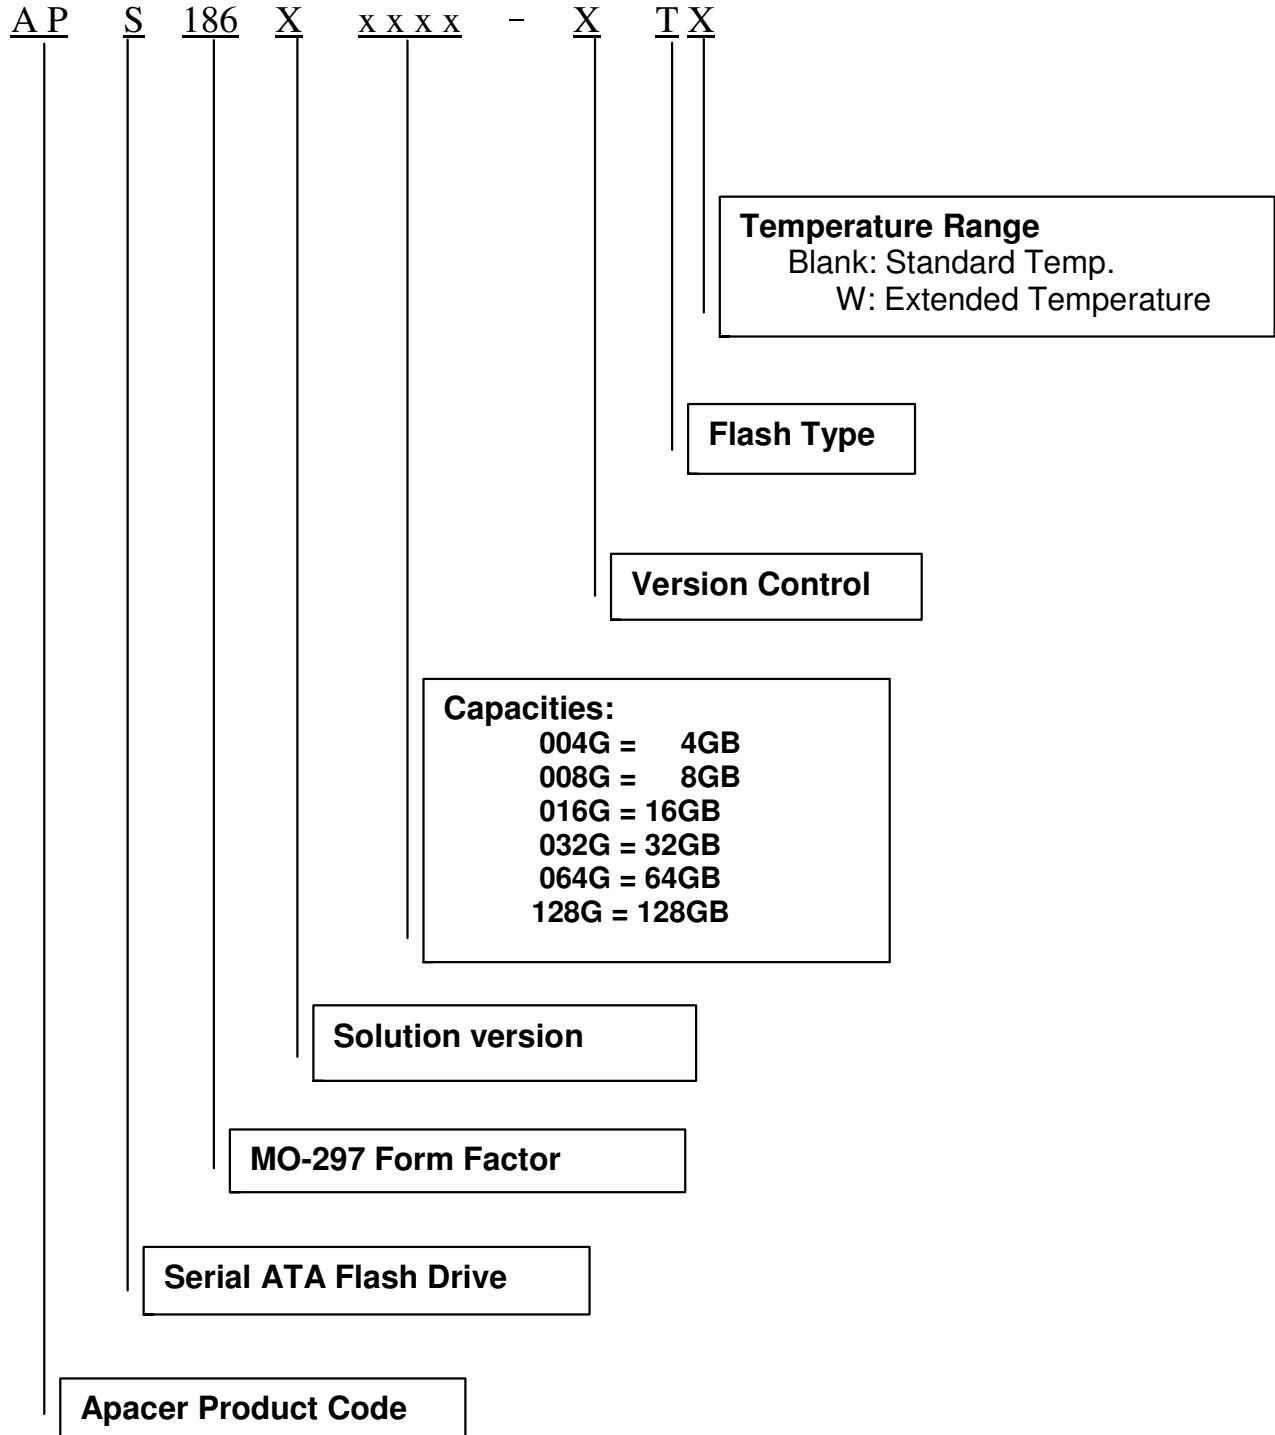 AP S 186 X xxxx - X TX
Temperature Range
Blank: Standard Temp.
W: Extended Temperature
Flash Type
Version Control
Capacities:
004G = 4GB
008G = 8GB
016G = 16GB
032G = 32GB
064G = 64GB
128G = 128GB
Solution version
MO-297 Form Factor
Serial ATA Flash Drive
Apacer Product Code